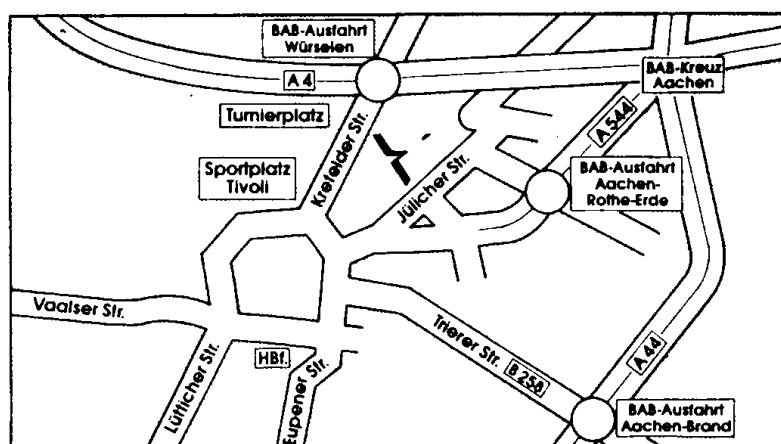 BAB-Ausfahrt
Würselen
A 4
BAB-Kreuz
Aachen
Turnierplatz
Krefelder Str.
A 544
Sportplatz
Tivoli
Jülicher Str.
BAB-Ausfahrt
Aachen-
Rothe-Erde
Vaalser Str.
Trierer Str.
B 258
A 44
HBf.
Lütticher Str.
Eupener Str.
BAB-Ausfahrt
Aachen-Brand